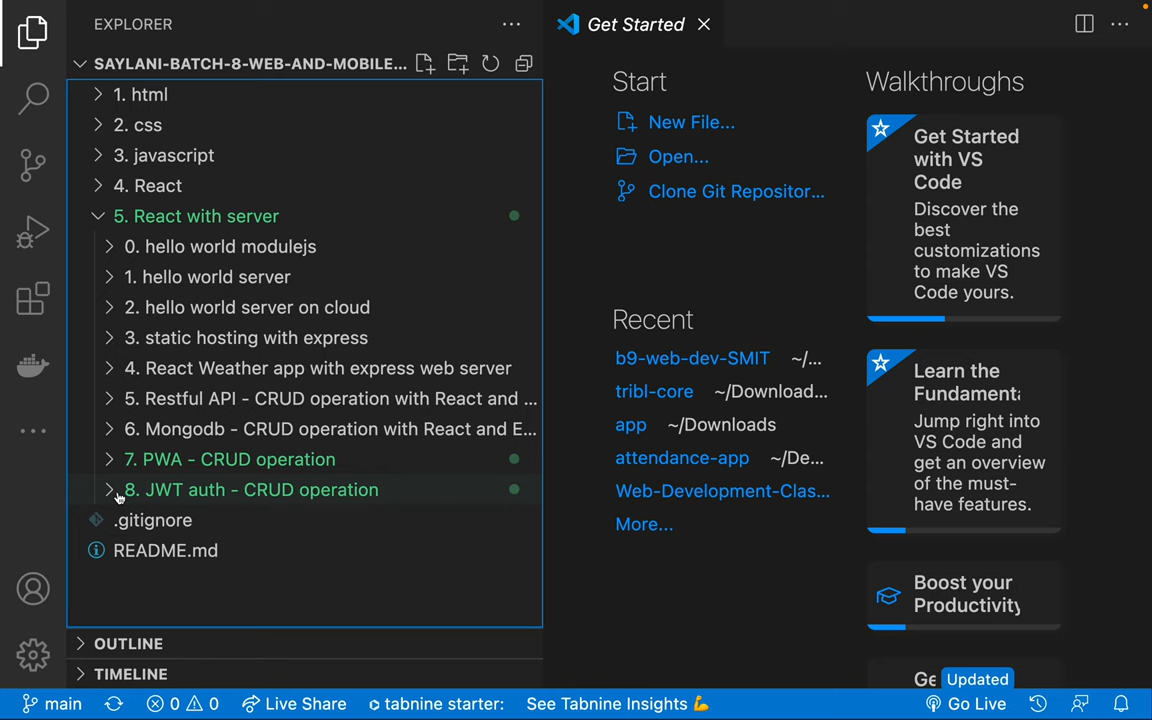 EXPLORER
SAYLANI-BATCH-8-WEB-AND-MOBILE...
1. html
2. css
3. javascript
4. React
5. React with server
0. hello world modulejs
1. hello world server
2. hello world server on cloud
3. static hosting with express
4. React Weather app with express web server
5. Restful API - CRUD operation with React and ...
6. Mongodb - CRUD operation with React and E...
7. PWA - CRUD operation
8. JWT auth - CRUD operation
.gitignore
README.md
OUTLINE
TIMELINE
Get Started
Start
New File...
Open...
Clone Git Repositor...
Recent
b9-web-dev-SMIT ~/...
tribl-core ~/Download...
app ~/Downloads
attendance-app ~/De...
Web-Development-Clas...
More...
Walkthroughs
Get Started
with VS
Code
Discover the
best
customizations
to make VS
Code yours.
Learn the
Fundament
Jump right into
VS Code and
get an overview
of the must-
have features.
Boost your
Productivity
Ge
Updated
main
0 0
Live Share
tabnine starter:
See Tabnine Insights 💪
Go Live